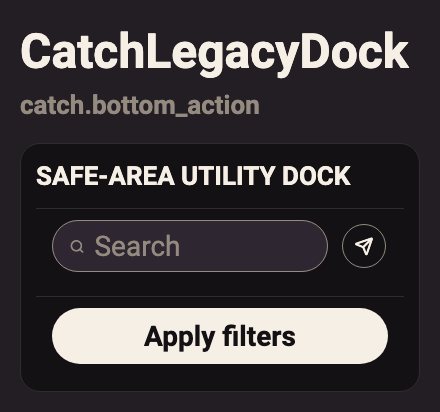 CatchLegacyDock
catch.bottom_action
SAFE-AREA UTILITY DOCK
Search
Apply filters